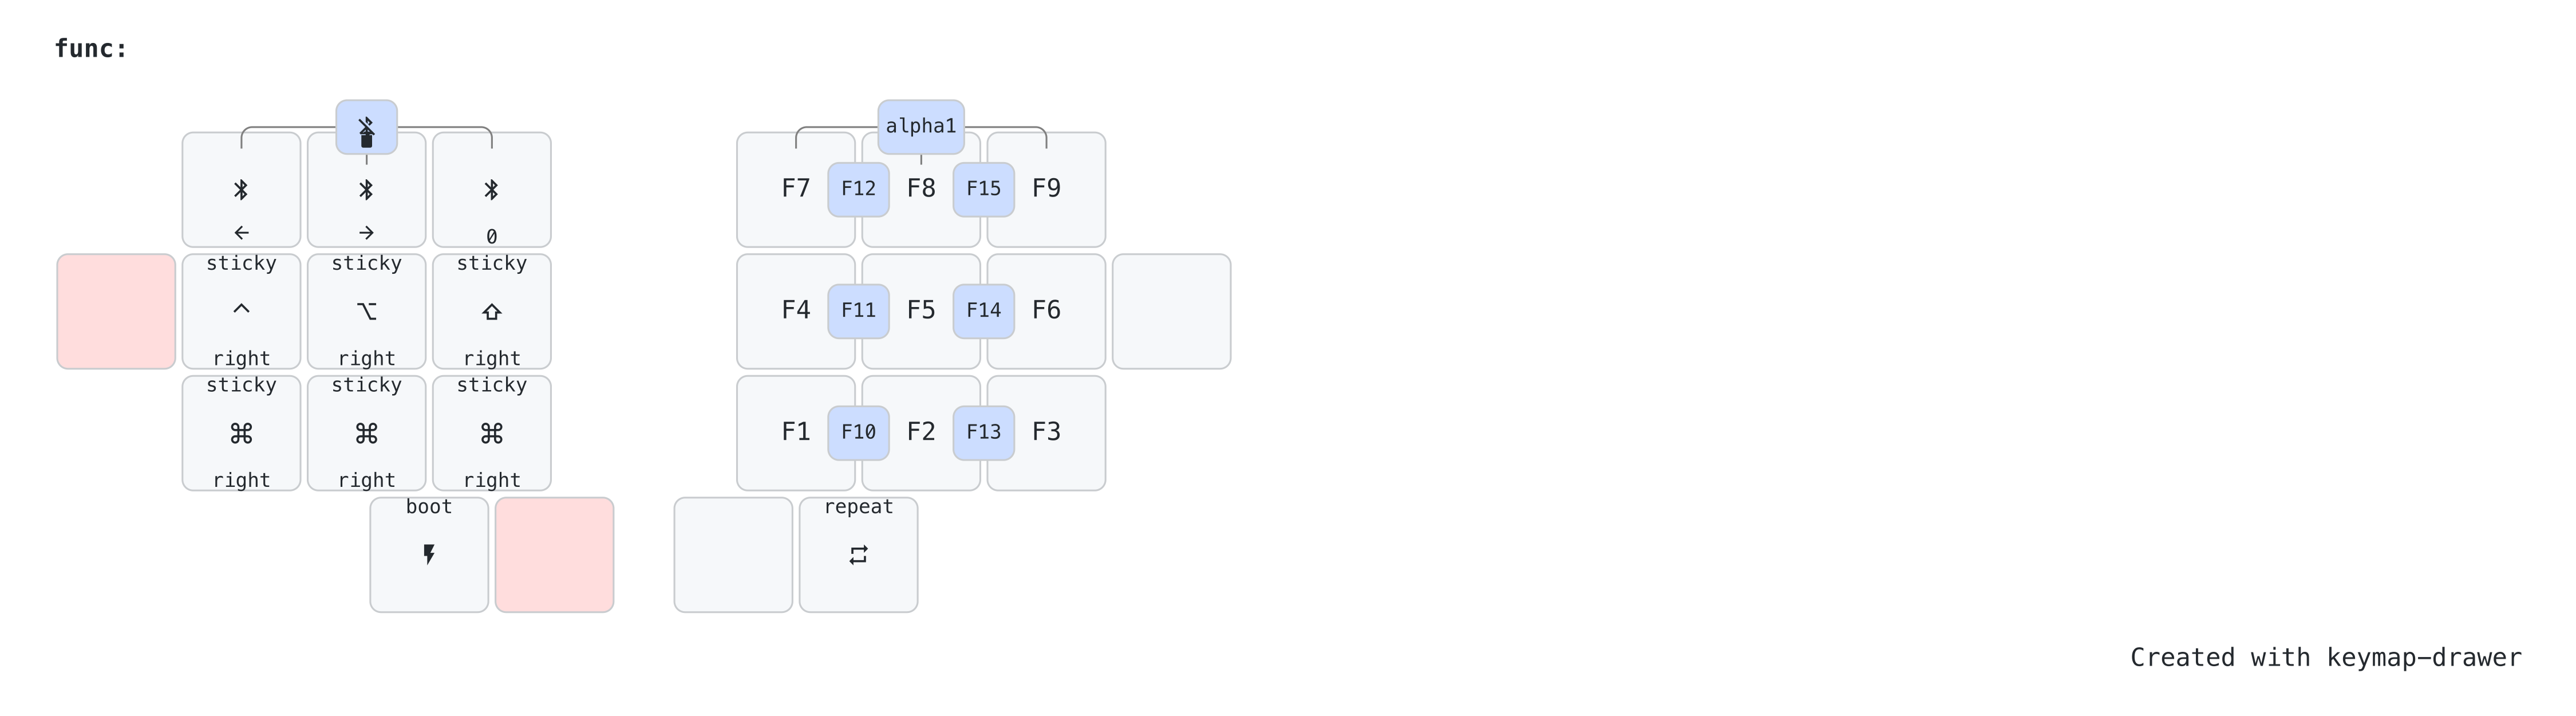 func:
alpha1
F7 F12 F8 F15 F9
← → 0
sticky sticky sticky
^ ⌥ ⇧ F4 F11 F5 F14 F6
right right right
sticky sticky sticky
⌘ ⌘ ⌘ F1 F10 F2 F13 F3
right right right
boot repeat
Created with keymap-drawer